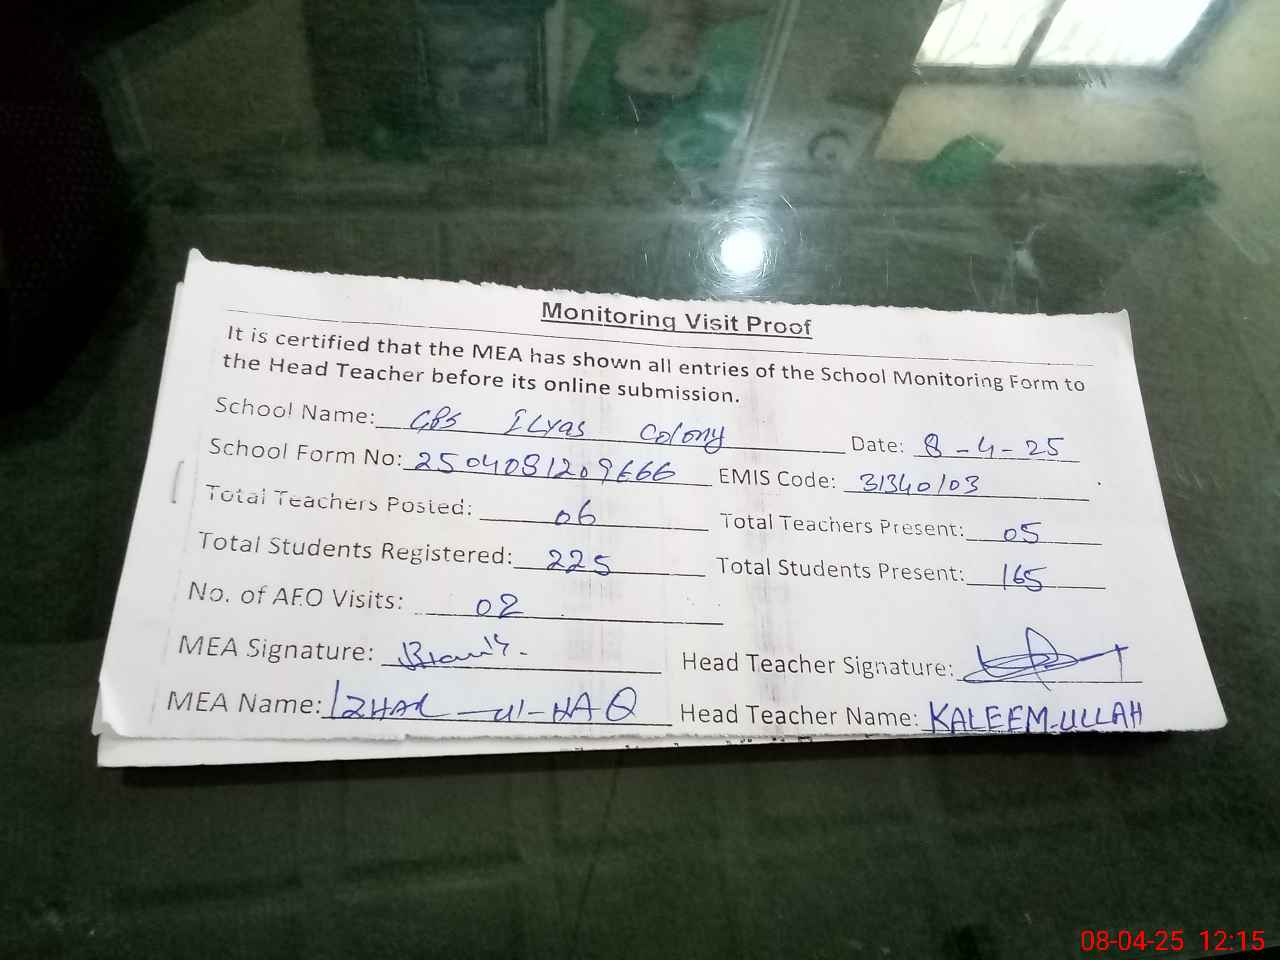 Monitoring Visit Proof
It is certified that the MEA has shown all entries of the School Monitoring Form to
the Head Teacher before its online submission.
School Name: GPS Ilyas Colony Date: 8-4-25
School Form No: 2504081209666 EMIS Code: 31340103
Total Teachers Posted: 06 Total Teachers Present: 05
Total Students Registered: 225 Total Students Present: 165
No. of AEO Visits: 02
MEA Signature: Head Teacher Signature:
MEA Name: IZHAR-ul-HAQ Head Teacher Name: KALEEM-ULLAH
08-04-25 12:15